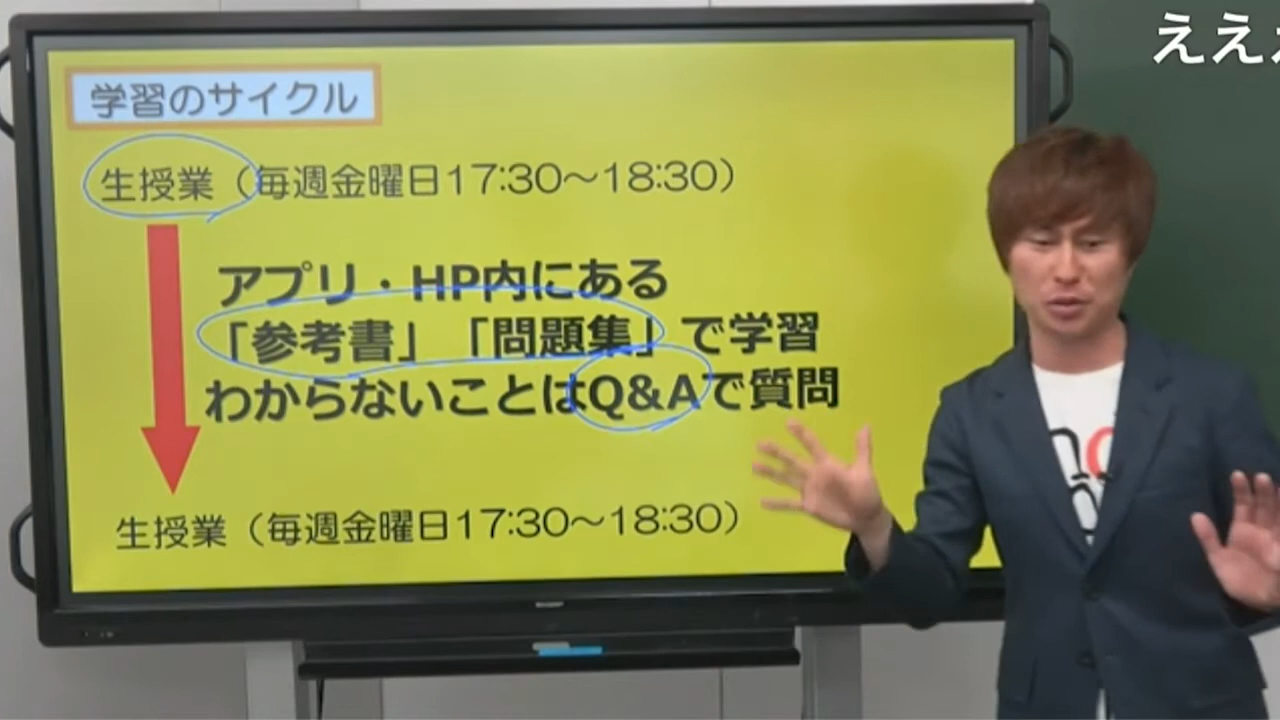 学習のサイクル
生授業（毎週金曜日17:30～18:30）
アプリ・HP内にある
「参考書」「問題集」で学習
わからないことはQ&Aで質問
生授業（毎週金曜日17:30～18:30）
ええ